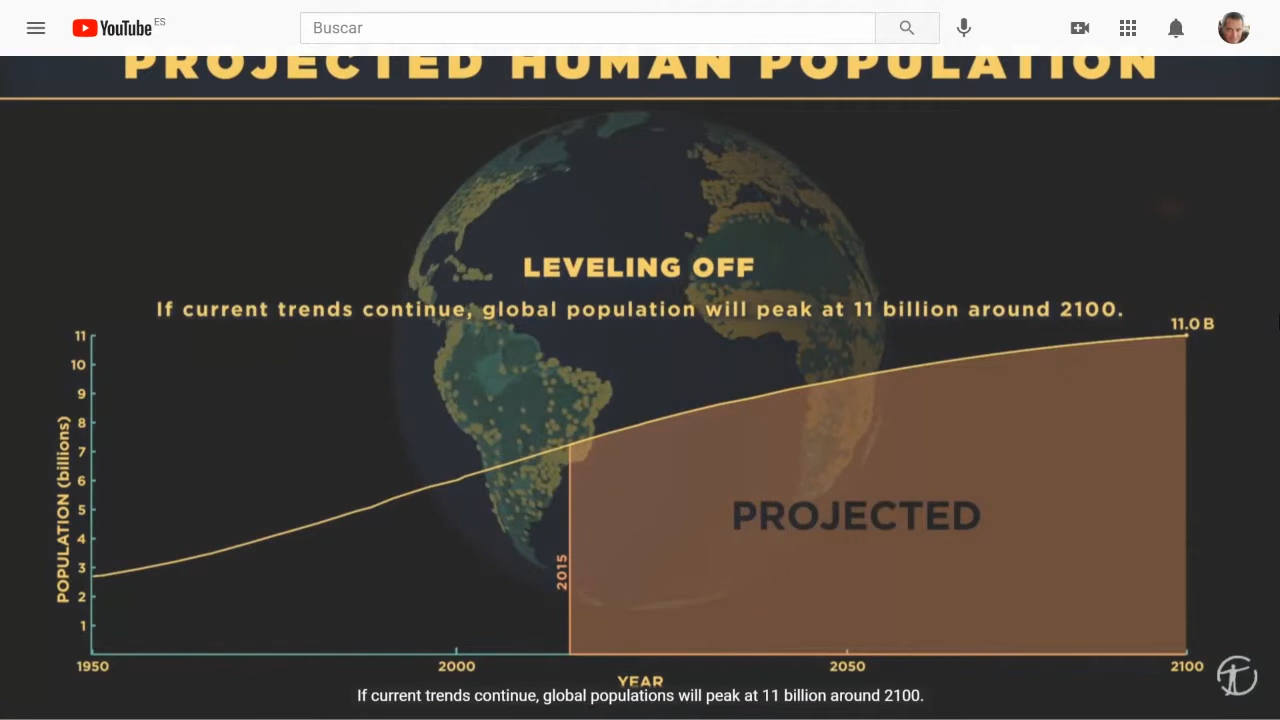 YouTube ES
Buscar
PROJECTED HUMAN POPULATION
LEVELING OFF
If current trends continue, global population will peak at 11 billion around 2100.
11.0 B
11
10
9
8
7
6
5
4
3
2
1
POPULATION (billions)
PROJECTED
2015
1950
2000
2050
2100
YEAR
If current trends continue, global populations will peak at 11 billion around 2100.